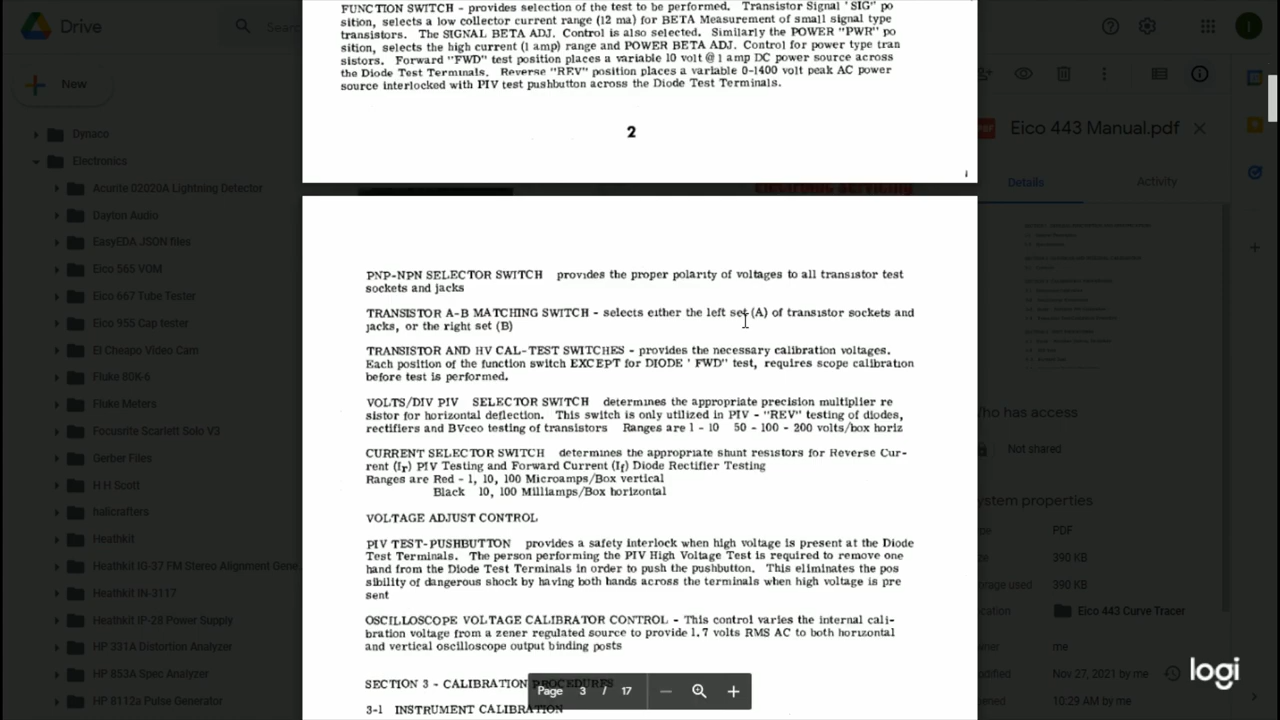 Drive
Searc
New
Dynaco
Electronics
Acurite 02020A Lightning Detector
Dayton Audio
EasyEDA JSON files
Eico 565 VOM
Eico 667 Tube Tester
Eico 955 Cap tester
El Cheapo Video Cam
Fluke 80K-6
Fluke Meters
Focusrite Scarlett Solo V3
Gerber Files
H H Scott
halicrafters
Heathkit
Heathkit IG-37 FM Stereo Alignment Gene
Heathkit IN-3117
Heathkit IP-28 Power Supply
HP 331A Distortion Analyzer
HP 853A Spec Analyzer
HP 8112a Pulse Generator
FUNCTION SWITCH - provides selection of the test to be performed. Transistor Signal 'SIG" po
sition, selects a low collector current range (12 ma) for BETA Measurement of small signal type
transistors. The SIGNAL BETA ADJ. Control is also selected. Similarly the POWER "PWR" po
sition, selects the high current (1 amp) range and POWER BETA ADJ. Control for power type tran
sistors. Forward "FWD" test position places a variable 10 volt @ 1 amp DC power source across
the Diode Test Terminals. Reverse "REV" position places a variable 0-1400 volt peak AC power
source interlocked with PIV test pushbutton across the Diode Test Terminals.
2
PNP-NPN SELECTOR SWITCH provides the proper polarity of voltages to all transistor test
sockets and jacks
TRANSISTOR A-B MATCHING SWITCH - selects either the left set (A) of transistor sockets and
jacks, or the right set (B)
TRANSISTOR AND HV CAL-TEST SWITCHES - provides the necessary calibration voltages.
Each position of the function switch EXCEPT for DIODE ' FWD" test, requires scope calibration
before test is performed.
VOLTS/DIV PIV SELECTOR SWITCH determines the appropriate precision multiplier re
sistor for horizontal deflection. This switch is only utilized in PIV - "REV" testing of diodes,
rectifiers and BVceo testing of transistors Ranges are 1 - 10 50 - 100 - 200 volts/box horiz
CURRENT SELECTOR SWITCH determines the appropriate shunt resistors for Reverse Cur-
rent (Ir) PIV Testing and Forward Current (If) Diode Rectifier Testing
Ranges are Red - 1, 10, 100 Microamps/Box vertical
Black 10, 100 Milliamps/Box horizontal
VOLTAGE ADJUST CONTROL
PIV TEST-PUSHBUTTON provides a safety interlock when high voltage is present at the Diode
Test Terminals. The person performing the PIV High Voltage Test is required to remove one
hand from the Diode Test Terminals in order to push the pushbutton. This eliminates the pos
sibility of dangerous shock by having both hands across the terminals when high voltage is pre
sent
OSCILLOSCOPE VOLTAGE CALIBRATOR CONTROL - This control varies the internal cali-
bration voltage from a zener regulated source to provide 1.7 volts RMS AC to both horizontal
and vertical oscilloscope output binding posts
SECTION 3 - CALIBRATION PROCEDURES
3-1 INSTRUMENT CALIBRATION
Page 3 / 17
I
Eico 443 Manual.pdf
Details
Activity
ho has access
Not shared
ystem properties
PDF
390 KB
390 KB
Eico 443 Curve Tracer
me
Nov 27, 2021 by me
10:29 AM by me
logi